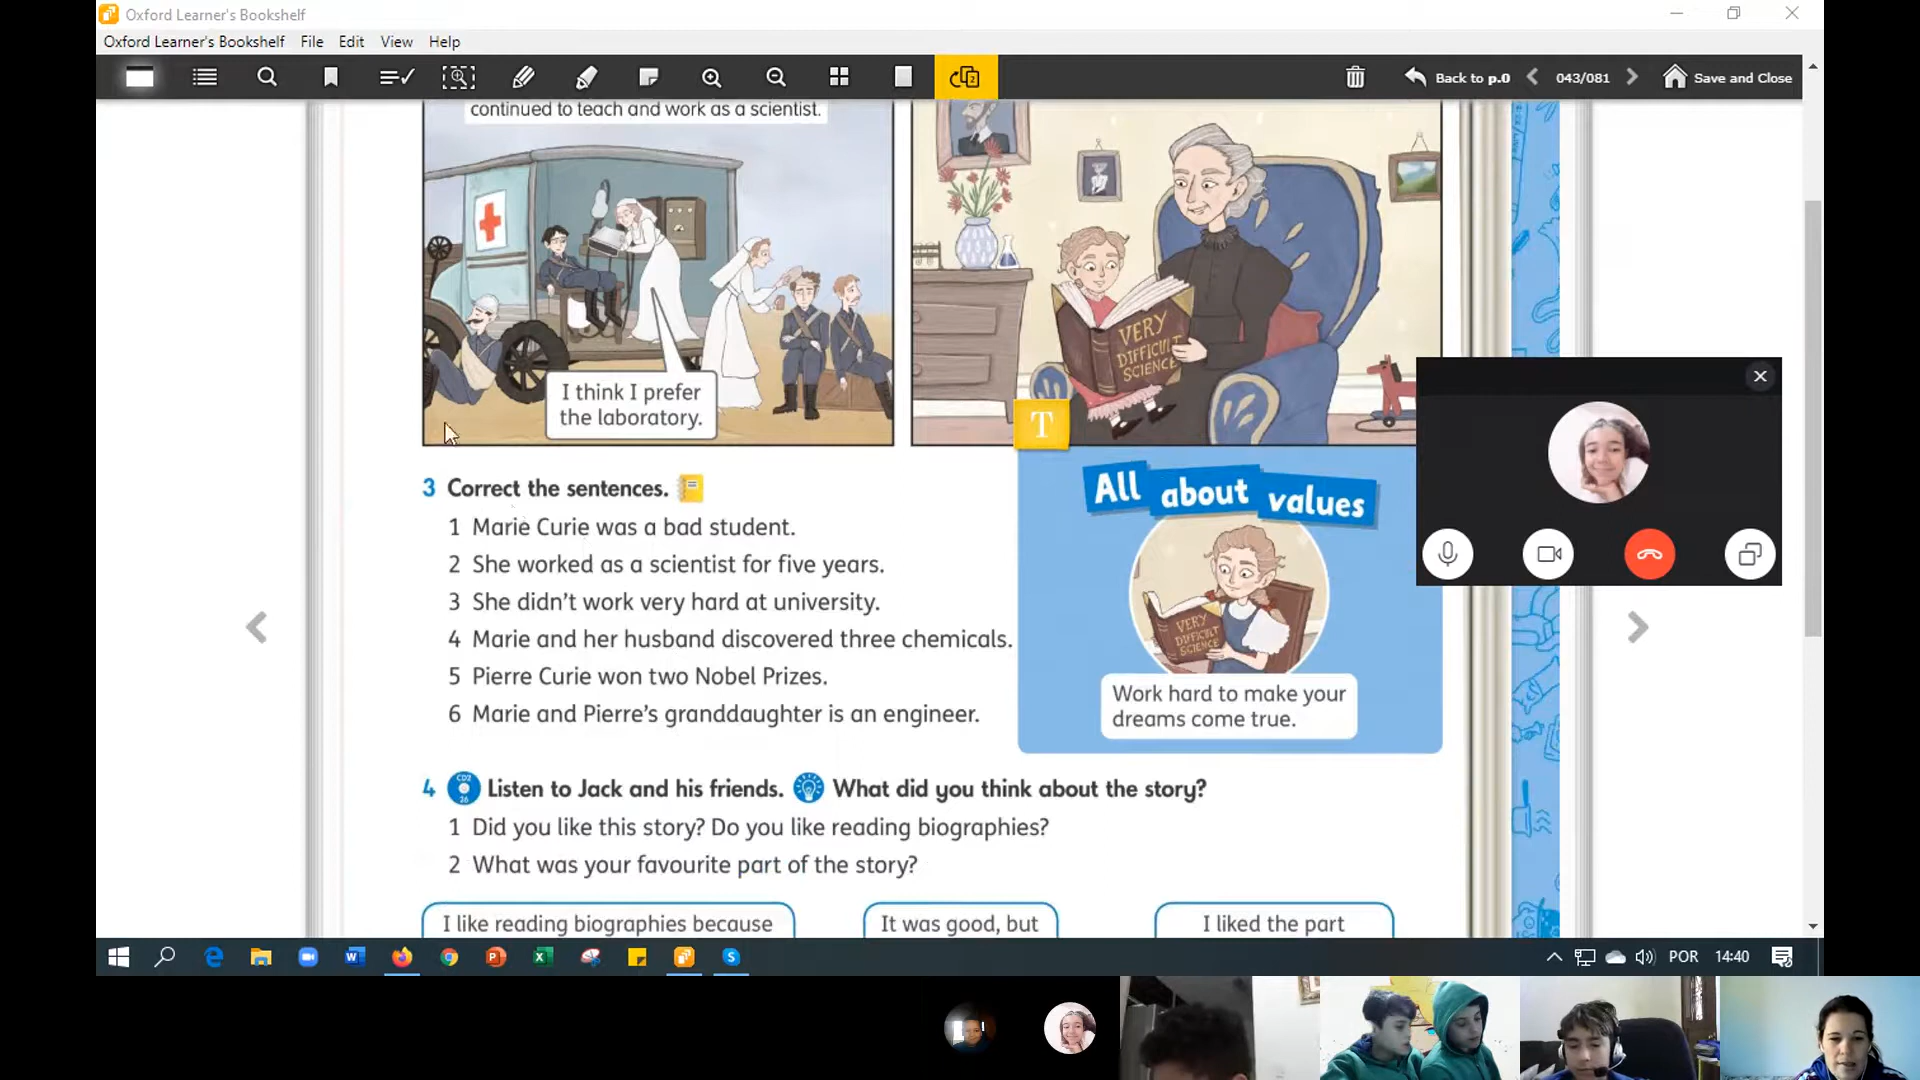 Oxford Learner's Bookshelf
Oxford Learner's Bookshelf File Edit View Help
Back to p.0 043/081 Save and Close
continued to teach and work as a scientist.
VERY
DIFFICULT
SCIENCE
I think I prefer
the laboratory.
T
3 Correct the sentences.
1 Marie Curie was a bad student.
2 She worked as a scientist for five years.
3 She didn't work very hard at university.
4 Marie and her husband discovered three chemicals.
5 Pierre Curie won two Nobel Prizes.
6 Marie and Pierre's granddaughter is an engineer.
All about values
VERY
DIFFICULT
SCIENCE
Work hard to make your
dreams come true.
4 CD2 26 Listen to Jack and his friends. What did you think about the story?
1 Did you like this story? Do you like reading biographies?
2 What was your favourite part of the story?
I like reading biographies because
It was good, but
I liked the part
POR 14:40